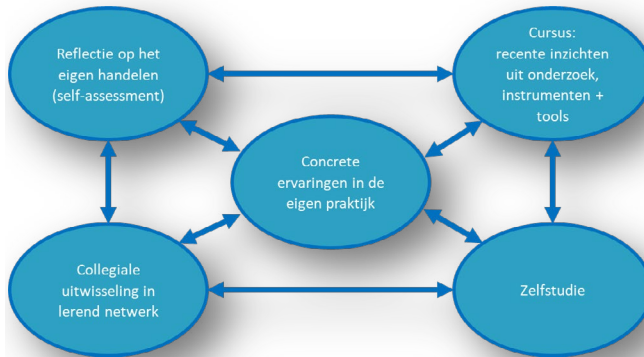 Reflectie op het
eigen handelen
(self-assessment)
Cursus:
recente inzichten
uit onderzoek,
instrumenten +
tools
Concrete
ervaringen in de
eigen praktijk
Collegiale
uitwisseling in
lerend netwerk
Zelfstudie